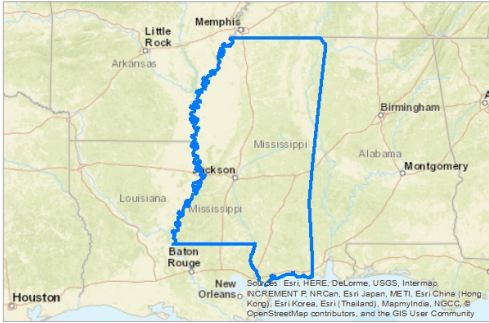 Memphis
Little
Rock
Arkansas
Birmingham
Mississippi
Alabama
Jackson
Montgomery
Louisiana
Mississippi
Baton
Rouge
New
Orleans
Houston
Sources: Esri, HERE, DeLorme, USGS, Intermap,
INCREMENT P, NRCan, Esri Japan, METI, Esri China (Hong
Kong), Esri Korea, Esri (Thailand), MapmyIndia, NGCC, ©
OpenStreetMap contributors, and the GIS User Community